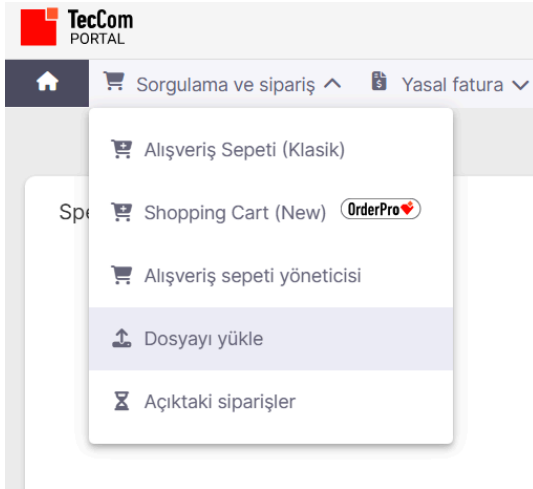 TecCom
PORTAL
Sorgulama ve sipariş
Yasal fatura
Alışveriş Sepeti (Klasik)
Spe
Shopping Cart (New) OrderPro
Alışveriş sepeti yöneticisi
Dosyayı yükle
Açıktaki siparişler